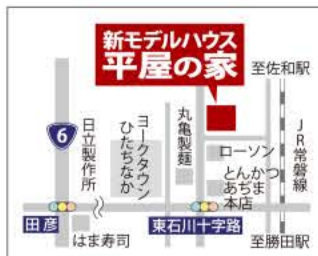 新モデルハウス
平屋の家
至佐和駅
6
日立製作所
ヨークタウン
ひたちなか
丸亀製麺
ローソン
とんかつ
あぢま
本店
JR常磐線
田彦
はま寿司
東石川十字路
至勝田駅